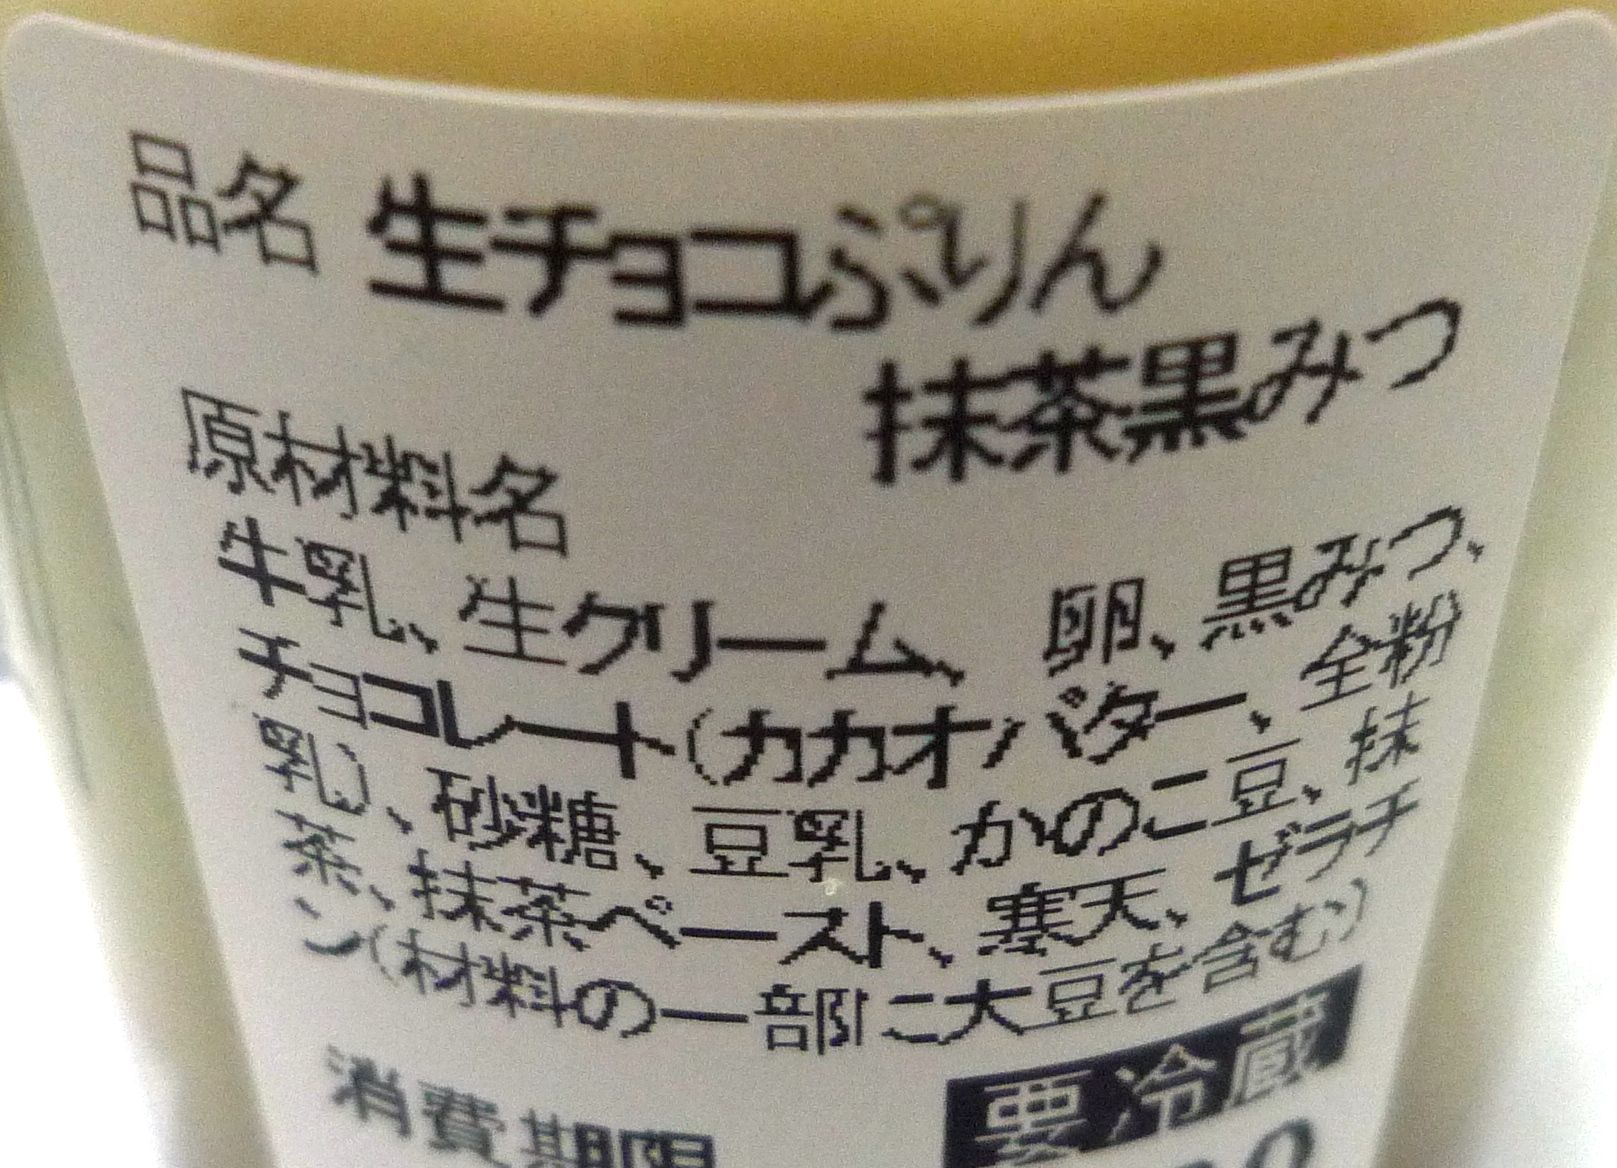 品名 生チョコぷりん
抹茶黒みつ
原材料名
牛乳、生クリーム、卵、黒みつ、
チョコレート(カカオバター、全粉
乳)、砂糖、豆乳、かのこ豆、抹
茶、抹茶ペースト、寒天、ゼラチ
ン(材料の一部に大豆を含む)
消費期限 要冷蔵